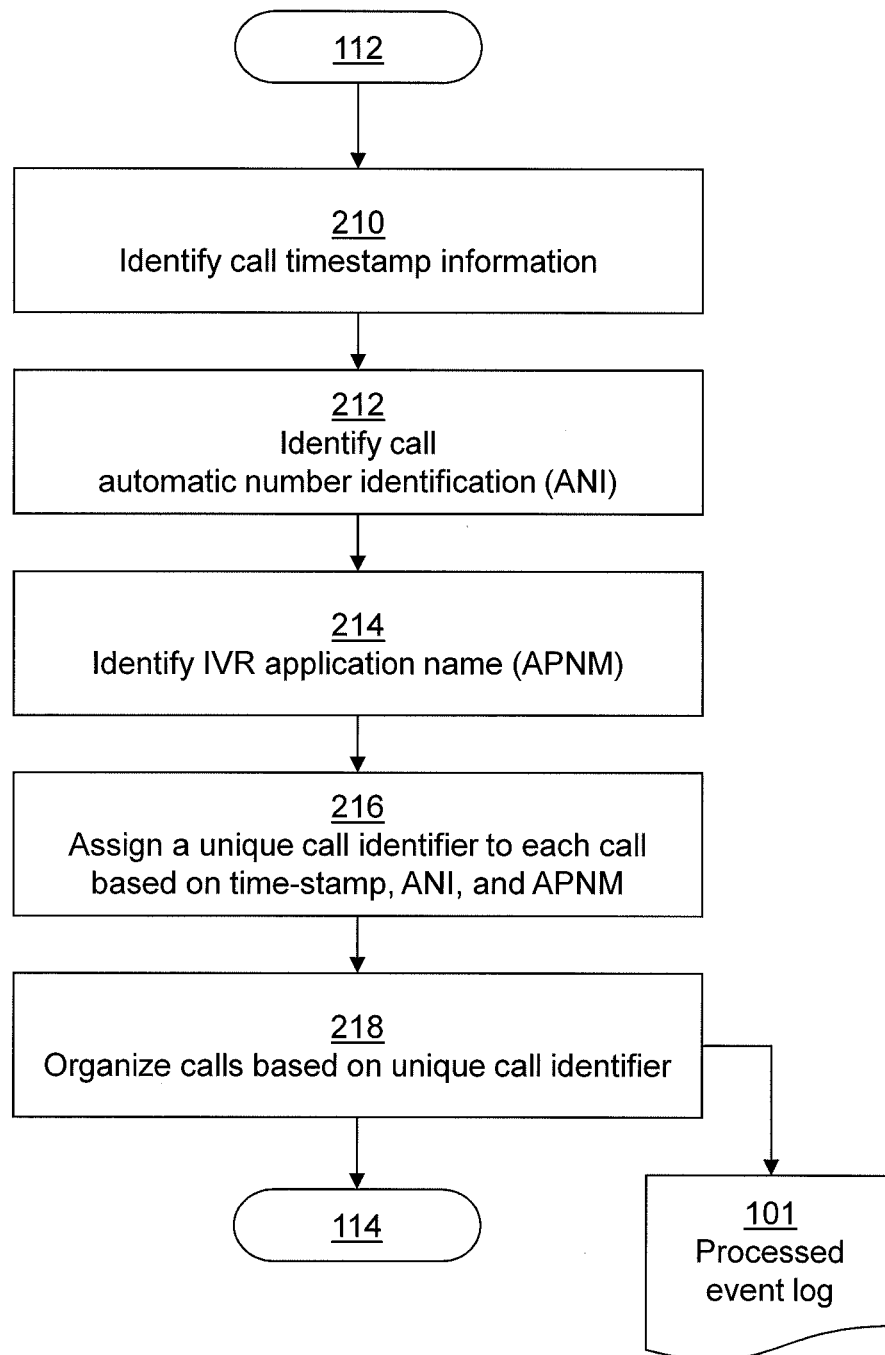 112
210
Identify call timestamp information
212
Identify call
automatic number identification (ANI)
214
Identify IVR application name (APNM)
216
Assign a unique call identifier to each call
based on time-stamp, ANI, and APNM
218
Organize calls based on unique call identifier
114
101
Processed
event log